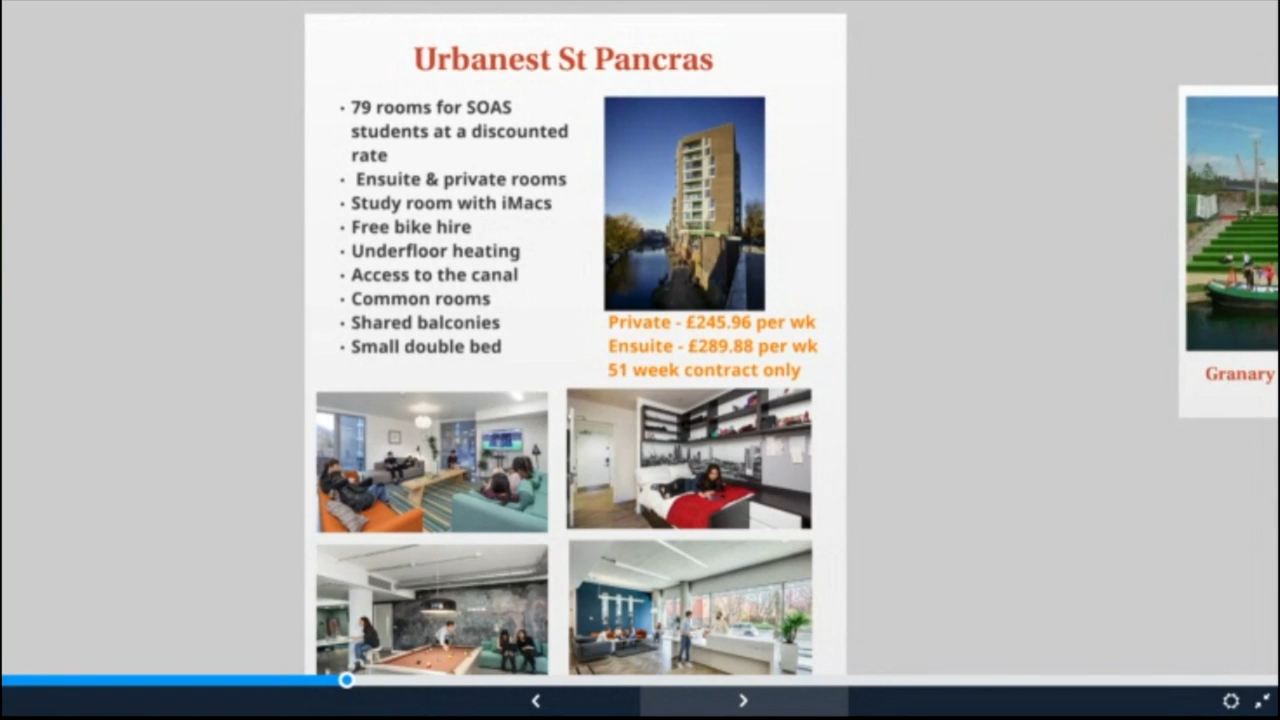 Urbanest St Pancras
· 79 rooms for SOAS
students at a discounted
rate
· Ensuite & private rooms
· Study room with iMacs
· Free bike hire
· Underfloor heating
· Access to the canal
· Common rooms
· Shared balconies
· Small double bed
Private - £245.96 per wk
Ensuite - £289.88 per wk
51 week contract only
Granary